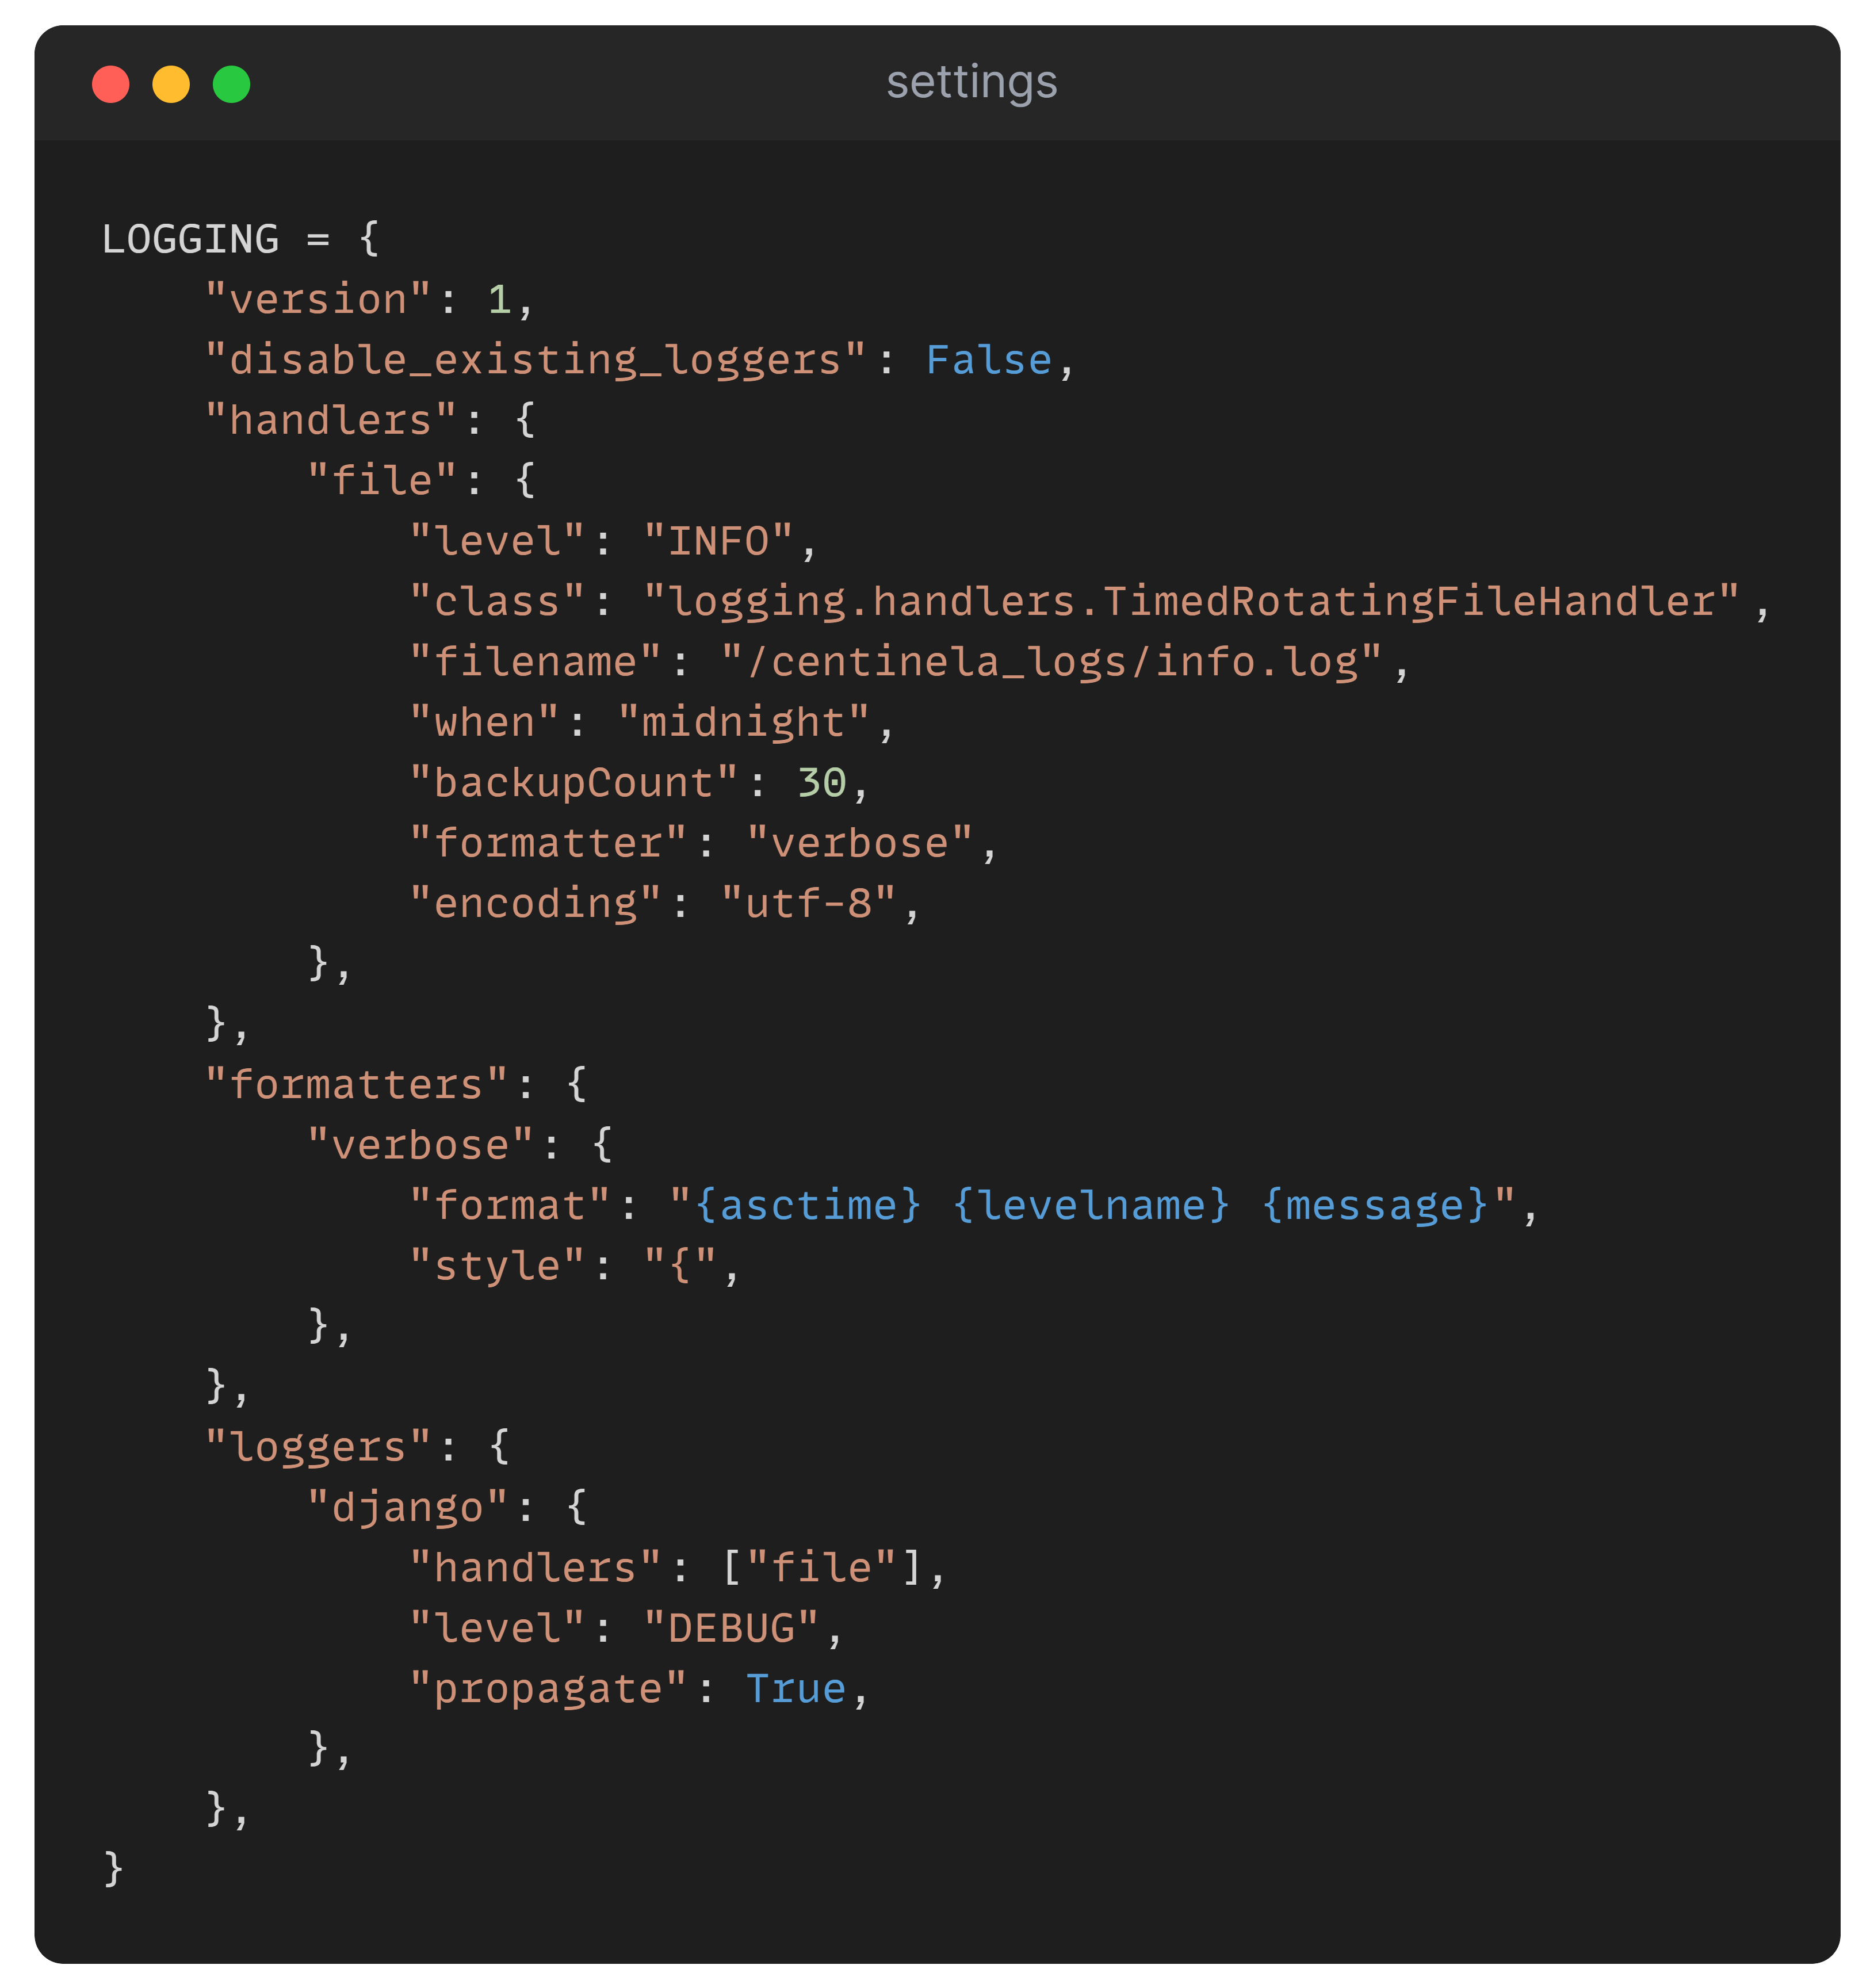 settings
LOGGING = {
    "version": 1,
    "disable_existing_loggers": False,
    "handlers": {
        "file": {
            "level": "INFO",
            "class": "logging.handlers.TimedRotatingFileHandler",
            "filename": "/centinela_logs/info.log",
            "when": "midnight",
            "backupCount": 30,
            "formatter": "verbose",
            "encoding": "utf-8",
        },
    },
    "formatters": {
        "verbose": {
            "format": "{asctime} {levelname} {message}",
            "style": "{",
        },
    },
    "loggers": {
        "django": {
            "handlers": ["file"],
            "level": "DEBUG",
            "propagate": True,
        },
    },
}